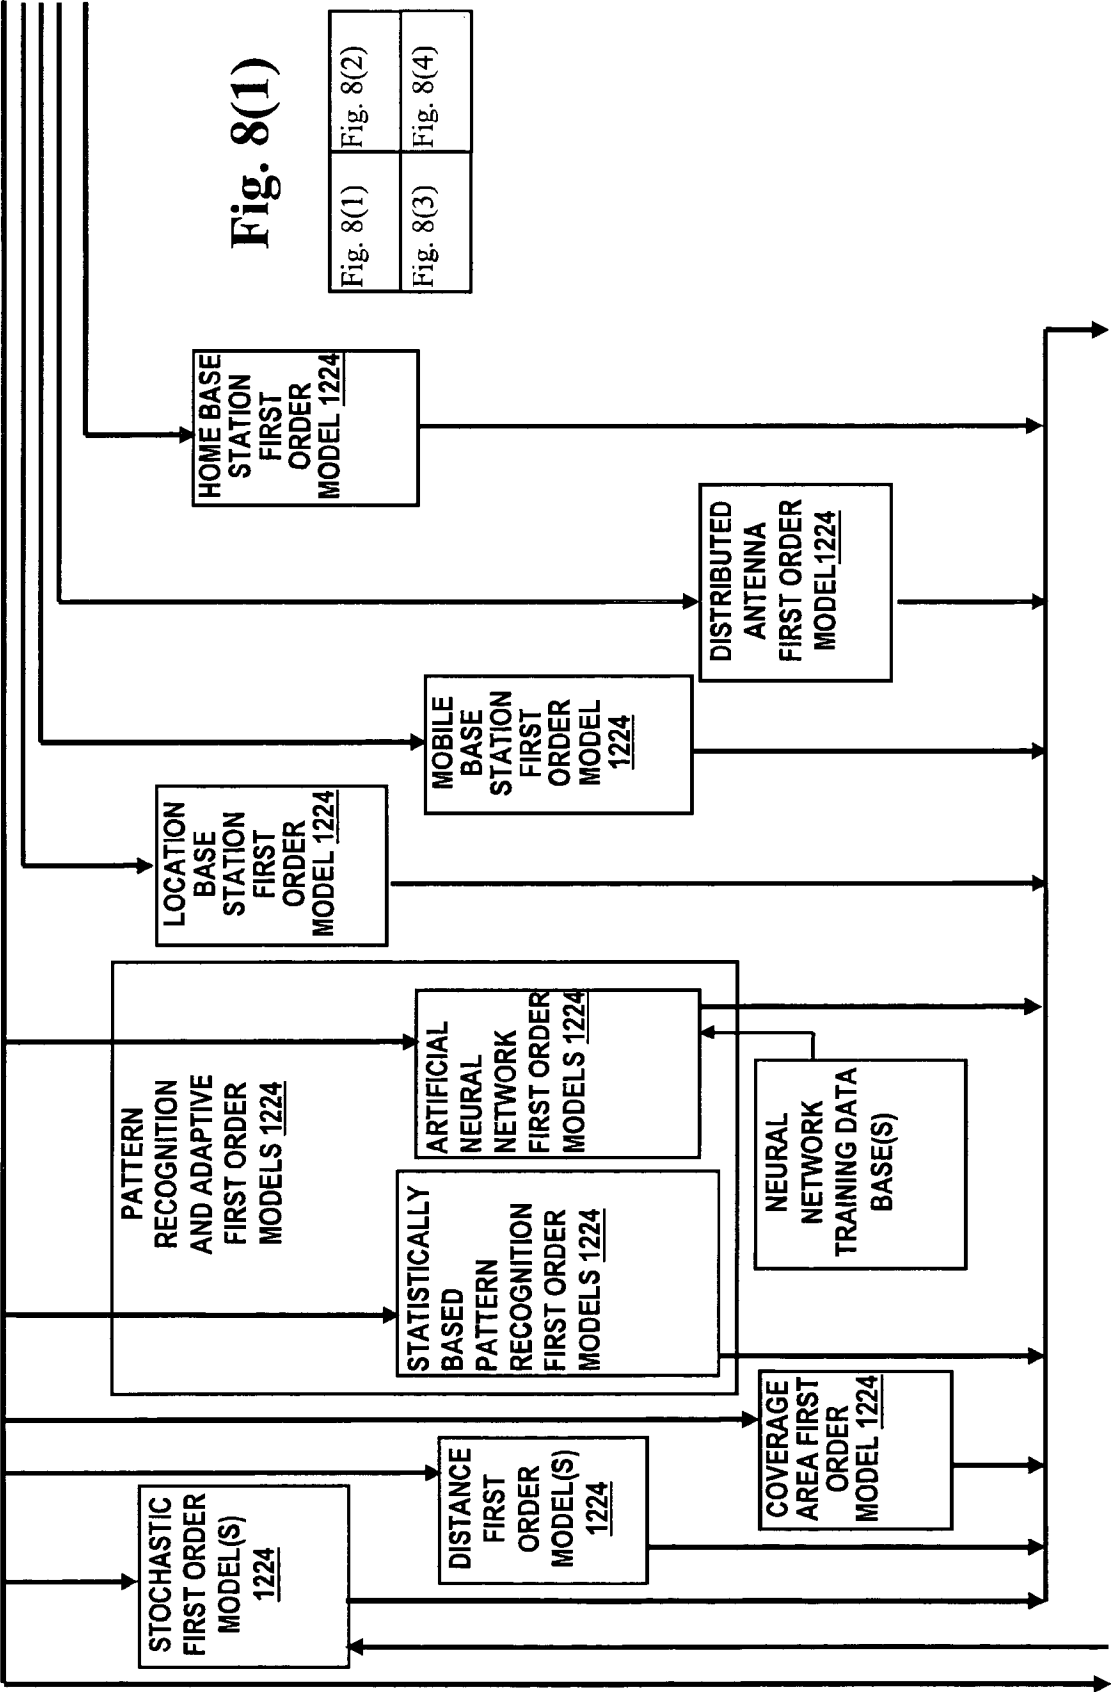 Fig. 8(1)
Fig. 8(1)
Fig. 8(2)
Fig. 8(3)
Fig. 8(4)
STOCHASTIC
FIRST ORDER
MODEL(S)
1224
DISTANCE
FIRST
ORDER
MODEL(S)
1224
COVERAGE
AREA FIRST
ORDER
MODEL 1224
PATTERN
RECOGNITION
AND ADAPTIVE
FIRST ORDER
MODELS 1224
STATISTICALLY
BASED
PATTERN
RECOGNITION
FIRST ORDER
MODELS 1224
ARTIFICIAL
NEURAL
NETWORK
FIRST ORDER
MODELS 1224
NEURAL
NETWORK
TRAINING DATA
BASE(S)
LOCATION
BASE
STATION
FIRST
ORDER
MODEL 1224
MOBILE
BASE
STATION
FIRST
ORDER
MODEL
1224
DISTRIBUTED
ANTENNA
FIRST ORDER
MODEL1224
HOME BASE
STATION
FIRST
ORDER
MODEL 1224